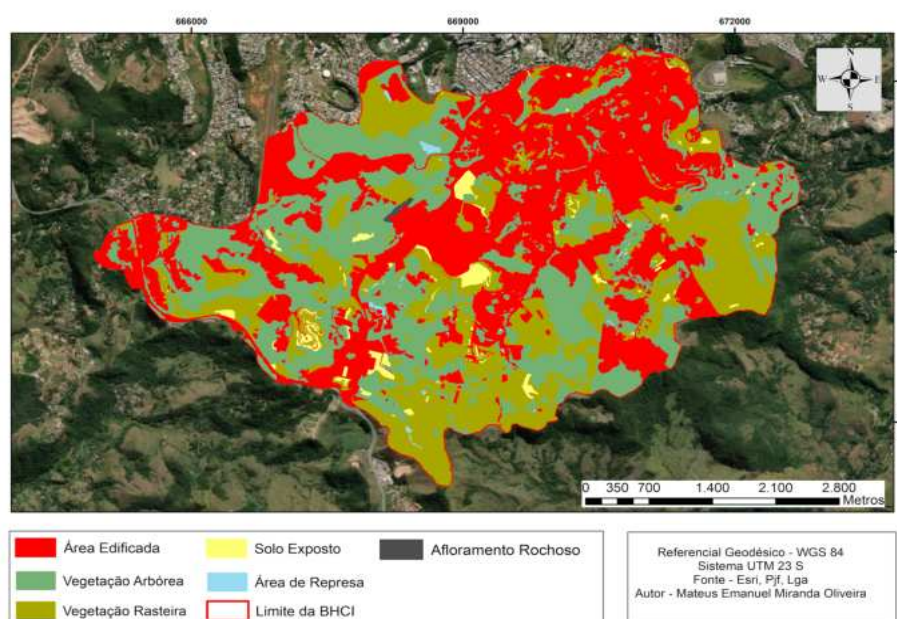 666000 669000 672000
N
W E
S
0 350 700 1.400 2.100 2.800
Metros
Área Edificada Solo Exposto Afloramento Rochoso
Vegetação Arbórea Área de Represa
Vegetação Rasteira Limite da BHCI
Referencial Geodésico - WGS 84
Sistema UTM 23 S
Fonte - Esri, Pjf, Lga
Autor - Mateus Emanuel Miranda Oliveira